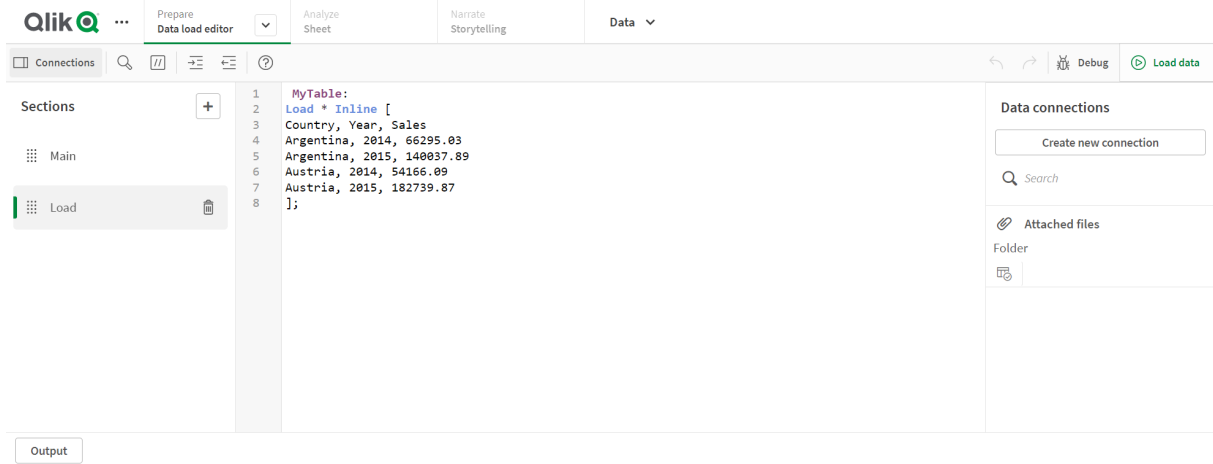 Qlik
Prepare
Data load editor
Analyze
Sheet
Narrate
Storytelling
Data
Connections
//
?
Debug
Load data
Sections
+
Main
Load
1 MyTable:
2 Load * Inline [
3 Country, Year, Sales
4 Argentina, 2014, 66295.03
5 Argentina, 2015, 140037.89
6 Austria, 2014, 54166.09
7 Austria, 2015, 182739.87
8 ];
Data connections
Create new connection
Search
Attached files
Folder
Output